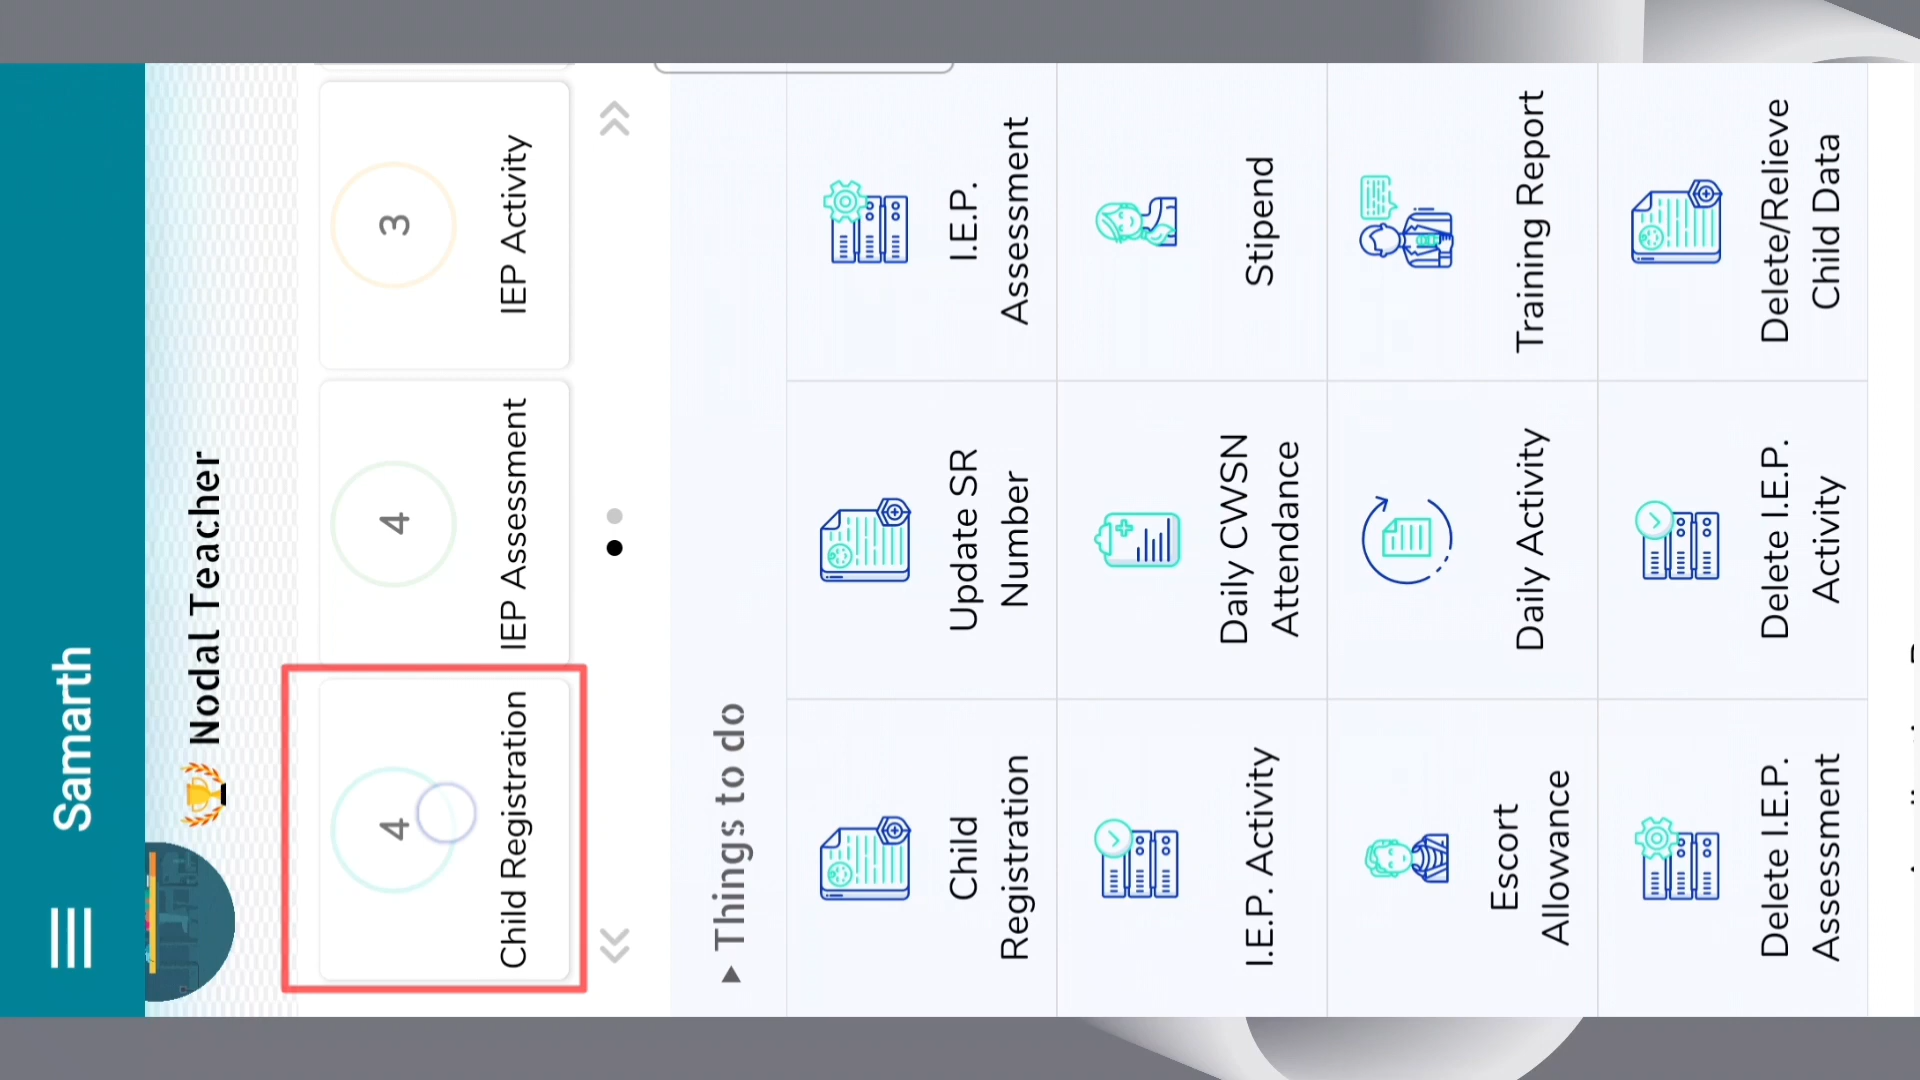 Samarth
Nodal Teacher
4
4
3
Child Registration
IEP Assessment
IEP Activity
▸ Things to do
Child
Registration
Update SR
Number
I.E.P.
Assessment
I.E.P. Activity
Daily CWSN
Attendance
Stipend
Escort
Allowance
Daily Activity
Training Report
Delete I.E.P.
Assessment
Delete I.E.P.
Activity
Delete/Relieve
Child Data